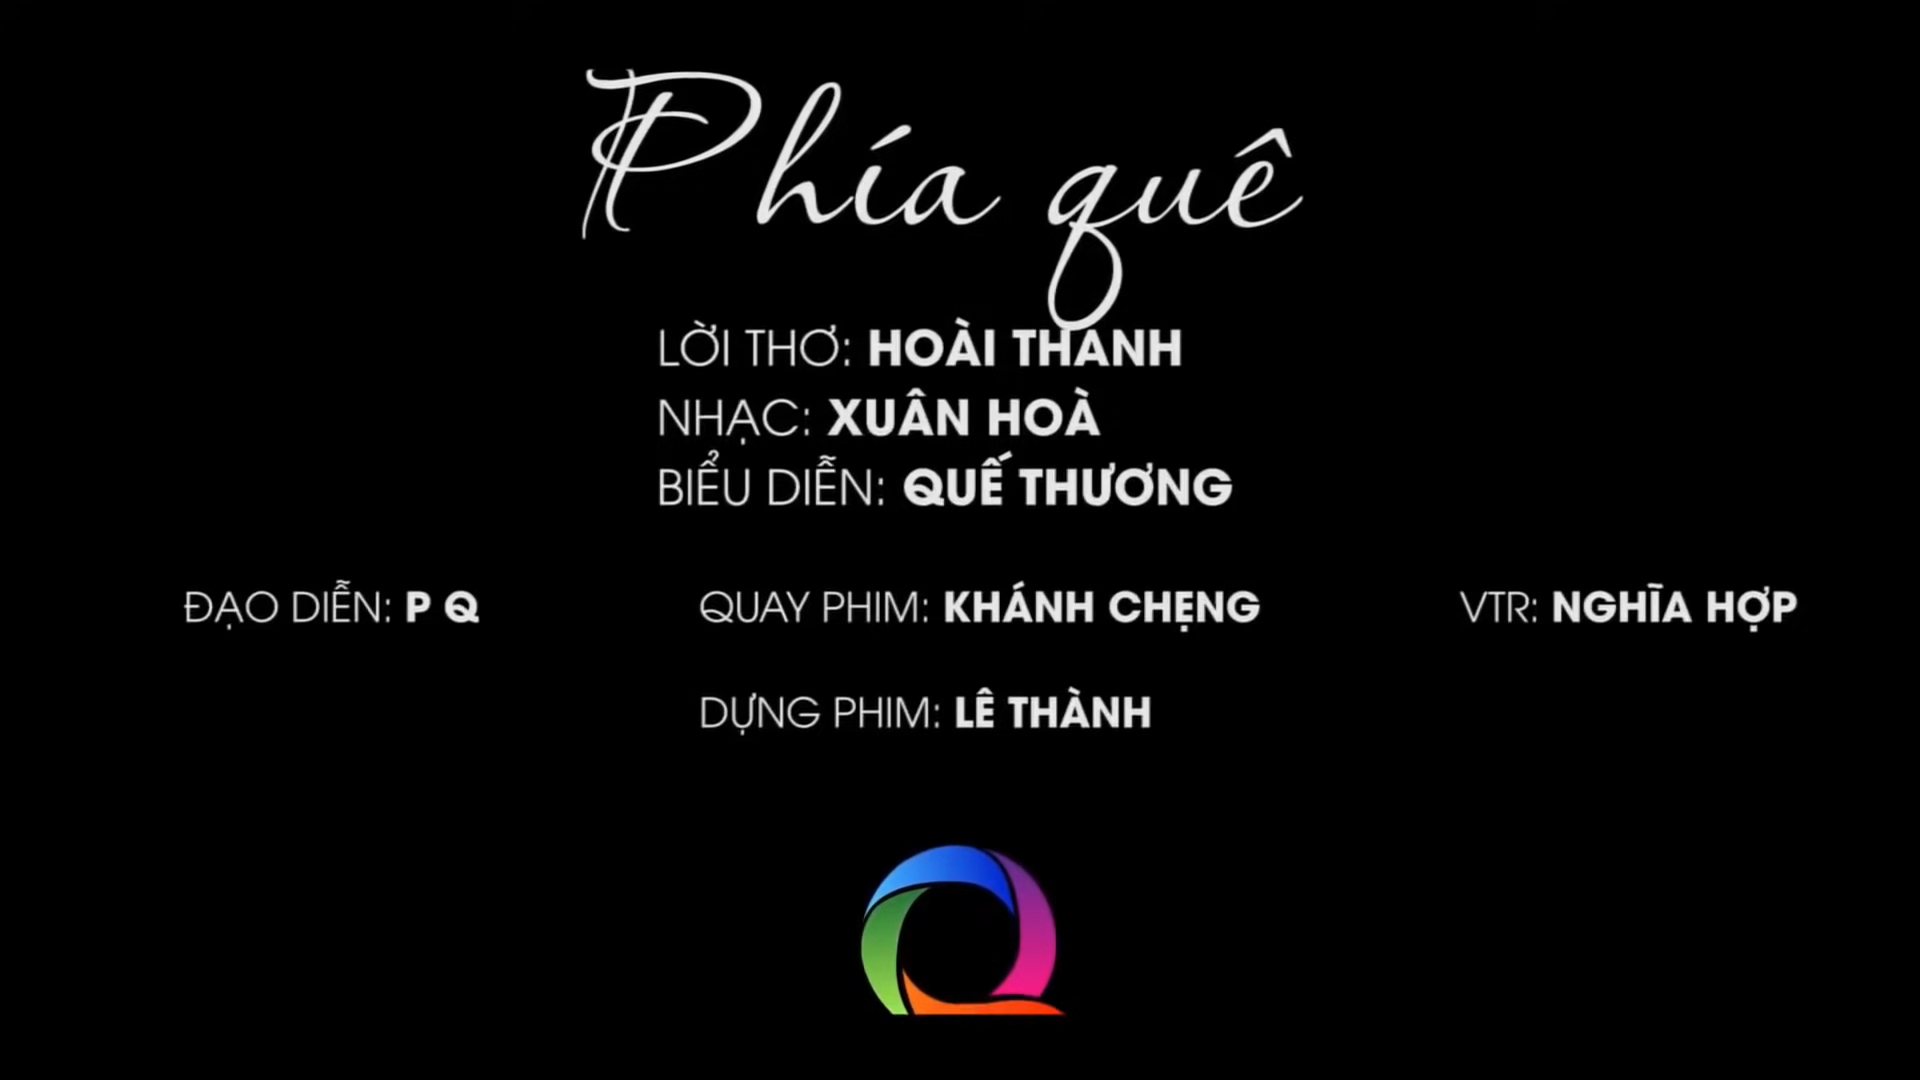 Phía quê
LỜI THƠ: HOÀI THANH
NHẠC: XUÂN HOÀ
BIỂU DIỄN: QUẾ THƯƠNG
ĐẠO DIỄN: P Q QUAY PHIM: KHÁNH CHẸNG VTR: NGHĨA HỢP
DỰNG PHIM: LÊ THÀNH